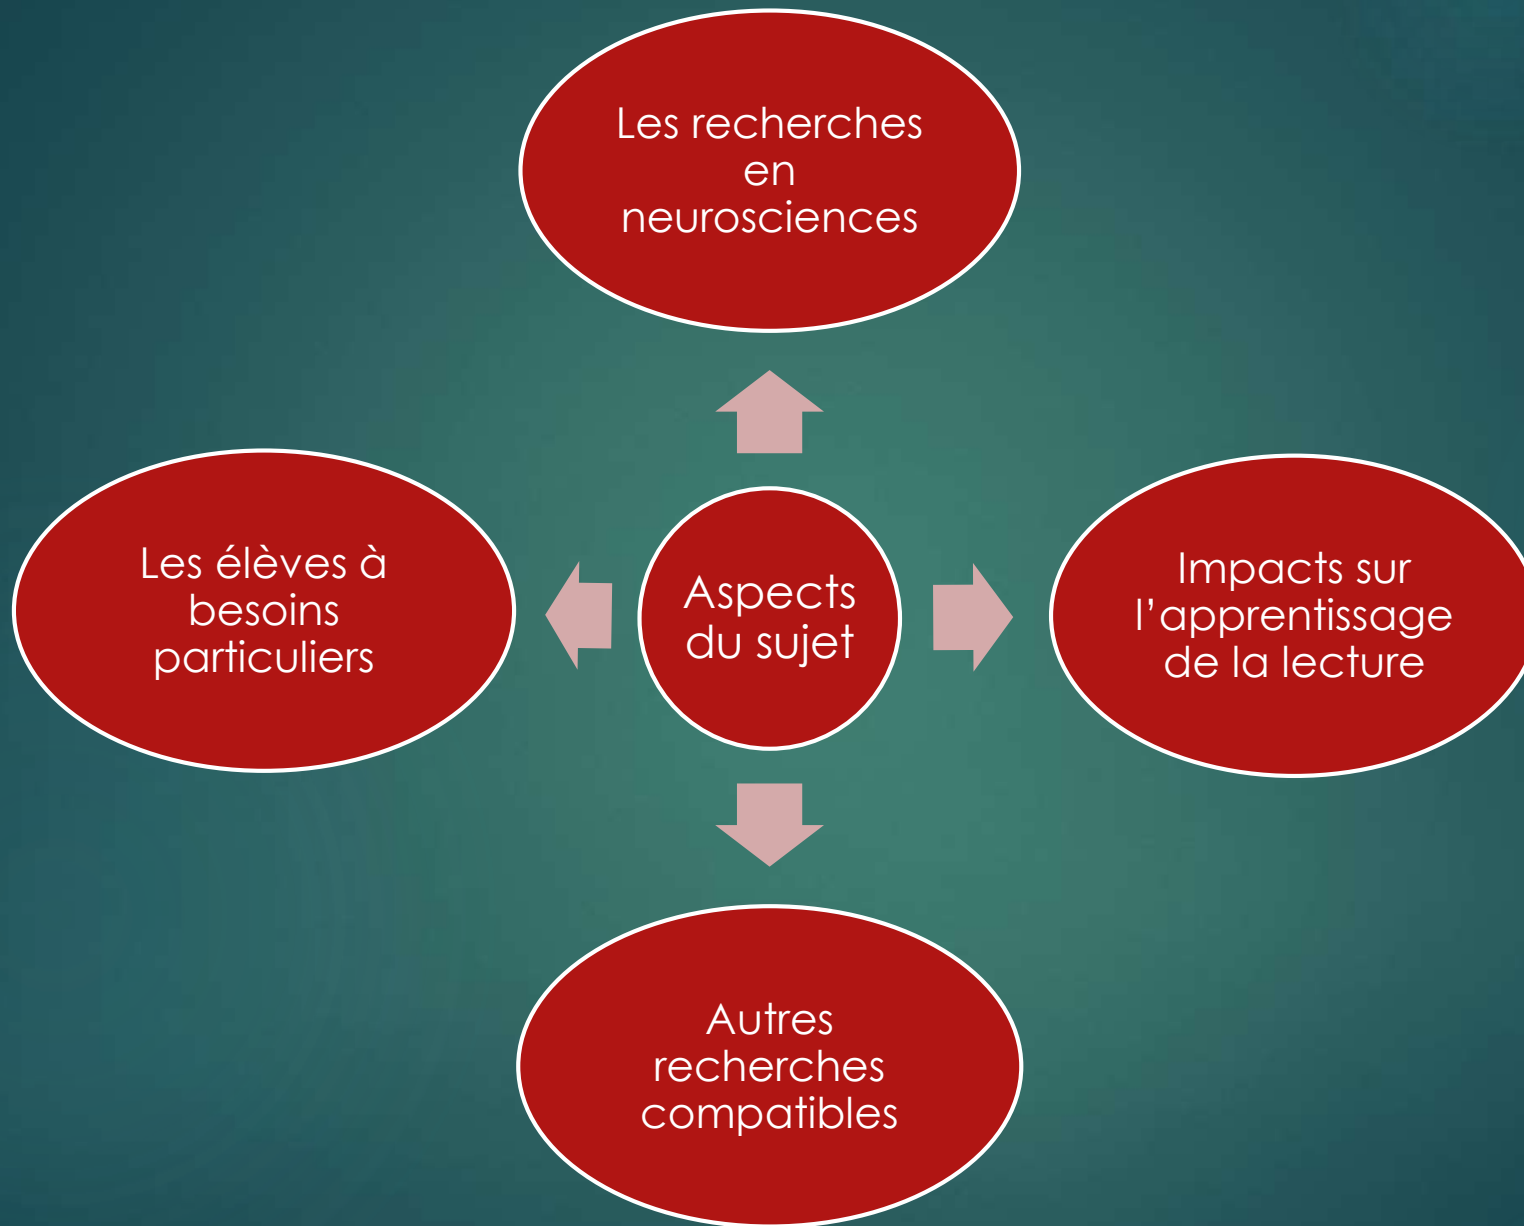 Les recherches
en
neurosciences
Les élèves à
besoins
particuliers
Aspects
du sujet
Impacts sur
l’apprentissage
de la lecture
Autres
recherches
compatibles